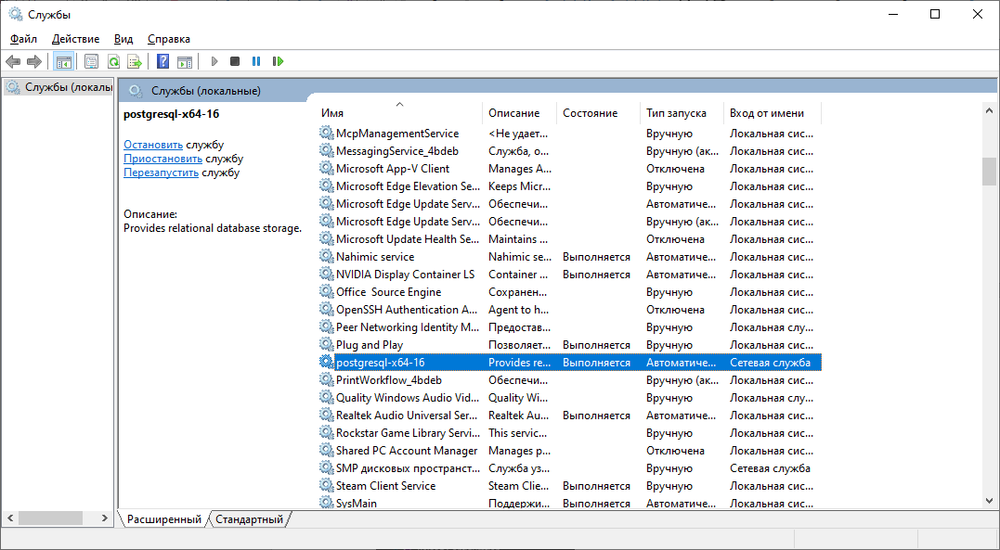 Службы
Файл Действие Вид Справка
Службы (локалы
Службы (локальные)
postgresql-x64-16
Остановить службу
Приостановить службу
Перезапустить службу
Описание:
Provides relational database storage.
Имя Описание Состояние Тип запуска Вход от имени
McpManagementService <Не удает... Вручную Локальная сис...
MessagingService_4bdeb Служба, о... Вручную (ак... Локальная сис...
Microsoft App-V Client Manages A... Отключена Локальная сис...
Microsoft Edge Elevation Se... Keeps Micr... Вручную Локальная сис...
Microsoft Edge Update Serv... Обеспечи... Автоматиче... Локальная сис...
Microsoft Edge Update Serv... Обеспечи... Вручную (ак... Локальная сис...
Microsoft Update Health Se... Maintains ... Отключена Локальная сис...
Nahimic service Nahimic se... Выполняется Автоматиче... Локальная сис...
NVIDIA Display Container LS Container ... Выполняется Автоматиче... Локальная сис...
Office  Source Engine Сохранен... Вручную Локальная сис...
OpenSSH Authentication A... Agent to h... Отключена Локальная сис...
Peer Networking Identity M... Предостав... Вручную Локальная слу...
Plug and Play Позволяет... Выполняется Вручную Локальная сис...
postgresql-x64-16 Provides re... Выполняется Автоматиче... Сетевая служба
PrintWorkflow_4bdeb Обеспечи... Вручную (ак... Локальная сис...
Quality Windows Audio Vid... Quality Wi... Вручную Локальная слу...
Realtek Audio Universal Ser... Realtek Au... Выполняется Автоматиче... Локальная сис...
Rockstar Game Library Servi... This servic... Вручную Локальная сис...
Shared PC Account Manager Manages p... Отключена Локальная сис...
SMP дисковых пространст... Служба уз... Вручную Сетевая служба
Steam Client Service Steam Clie... Выполняется Вручную Локальная сис...
SysMain Поддержи... Выполняется Автоматиче... Локальная сис...
Расширенный Стандартный